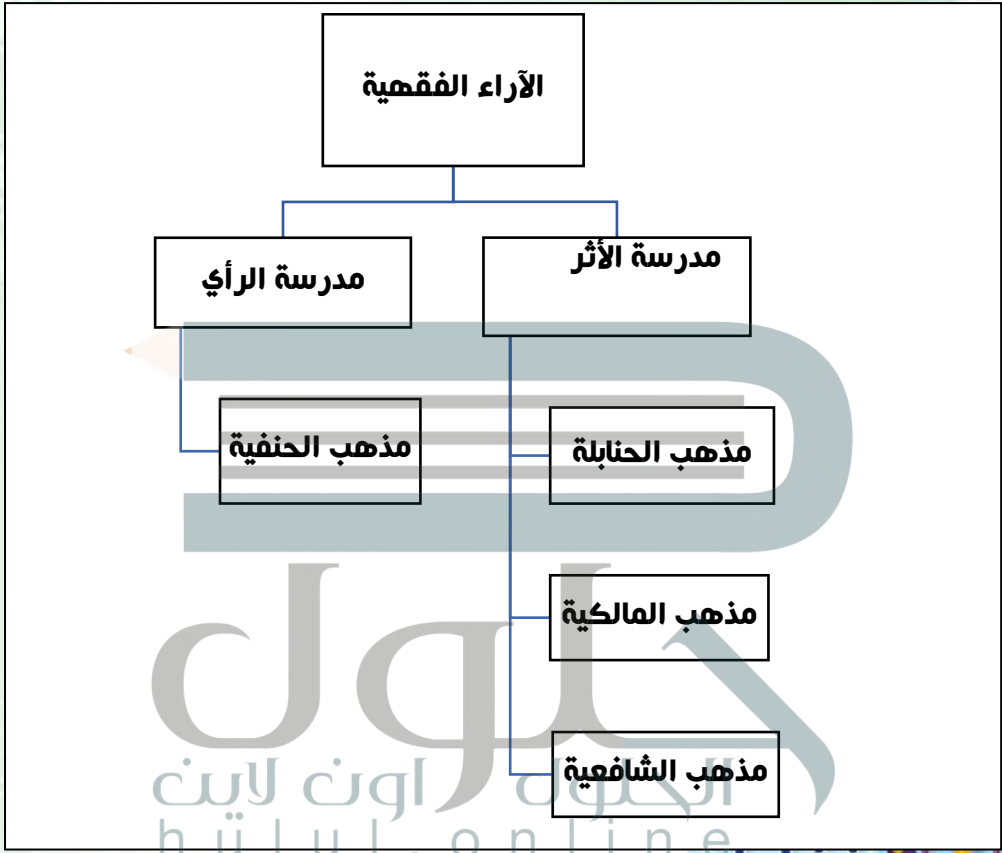 الآراء الفقهية
مدرسة الأثر
مدرسة الرأي
مذهب الحنابلة
مذهب الحنفية
مذهب المالكية
مذهب الشافعية
حلول
الحلول اون لاين
hulul.online